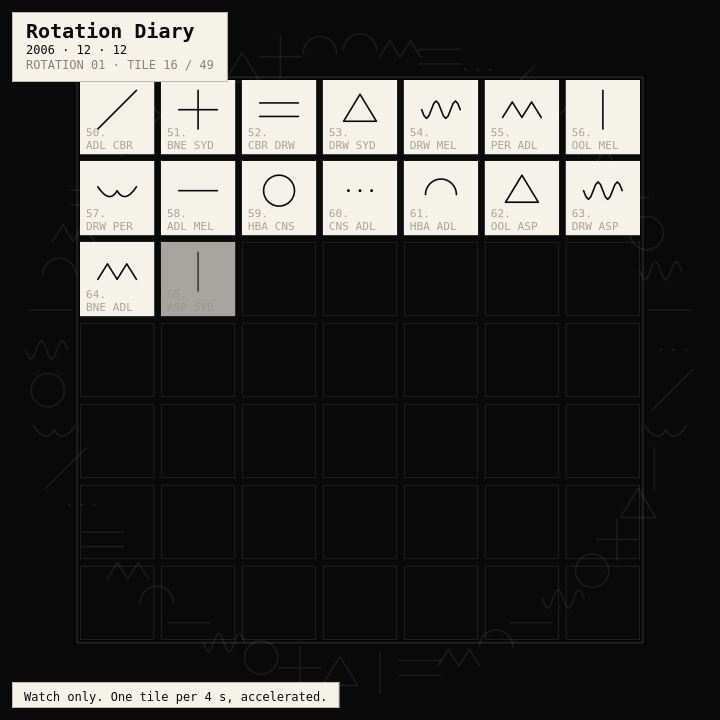 Rotation Diary
2006 · 12 · 12
ROTATION 01 · TILE 16 / 49
50.
ADL CBR
51.
BNE SYD
52.
CBR DRW
53.
DRW SYD
54.
DRW MEL
55.
PER ADL
56.
OOL MEL
57.
DRW PER
58.
ADL MEL
59.
HBA CNS
60.
CNS ADL
61.
HBA ADL
62.
OOL ASP
63.
DRW ASP
64.
BNE ADL
65.
ASP SYD
Watch only. One tile per 4 s, accelerated.